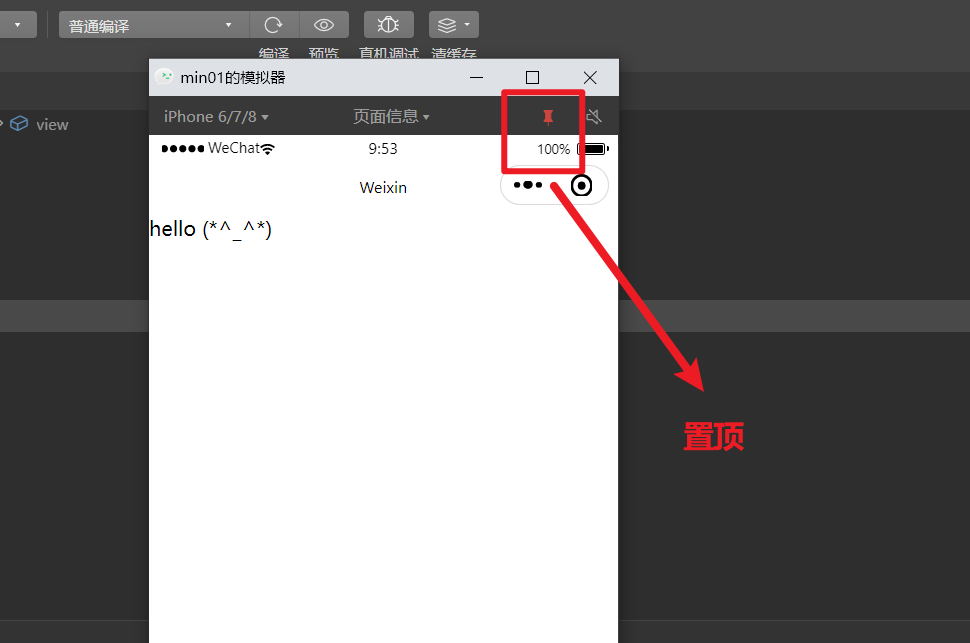 普通编译
编译 预览 真机调试 清缓存
min01的模拟器
iPhone 6/7/8 页面信息
view
WeChat 9:53 100%
Weixin
hello (*^_^*)
置顶